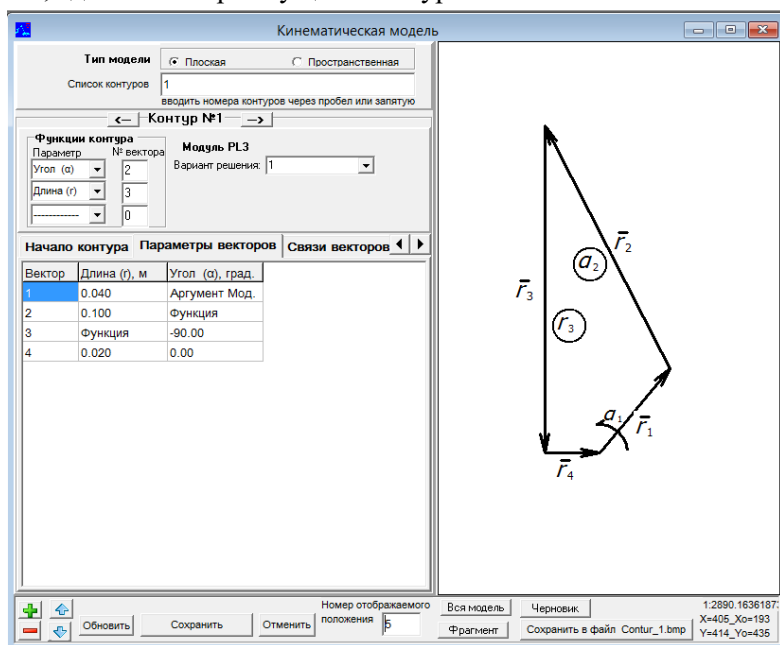 Кинематическая модель
Тип модели Плоская Пространственная
Список контуров 1
вводить номера контуров через пробел или запятую
<-- Контур №1 -->
Функции контура
Параметр № вектора
Модуль PL3
Угол (α) 2
Вариант решения: 1
Длина (r) 3
------------ 0
Начало контура Параметры векторов Связи векторов
Вектор Длина (r), м Угол (α), град.
1 0.040 Аргумент Мод.
2 0.100 Функция
3 Функция -90.00
4 0.020 0.00
r̅2
a2
r̅3
r3
a1
r̅1
r̅4
Обновить Сохранить Отменить
Номер отображаемого положения 5
Вся модель Черновик
Фрагмент Сохранить в файл Contur_1.bmp
X=405_Xo=193
Y=414_Yo=435